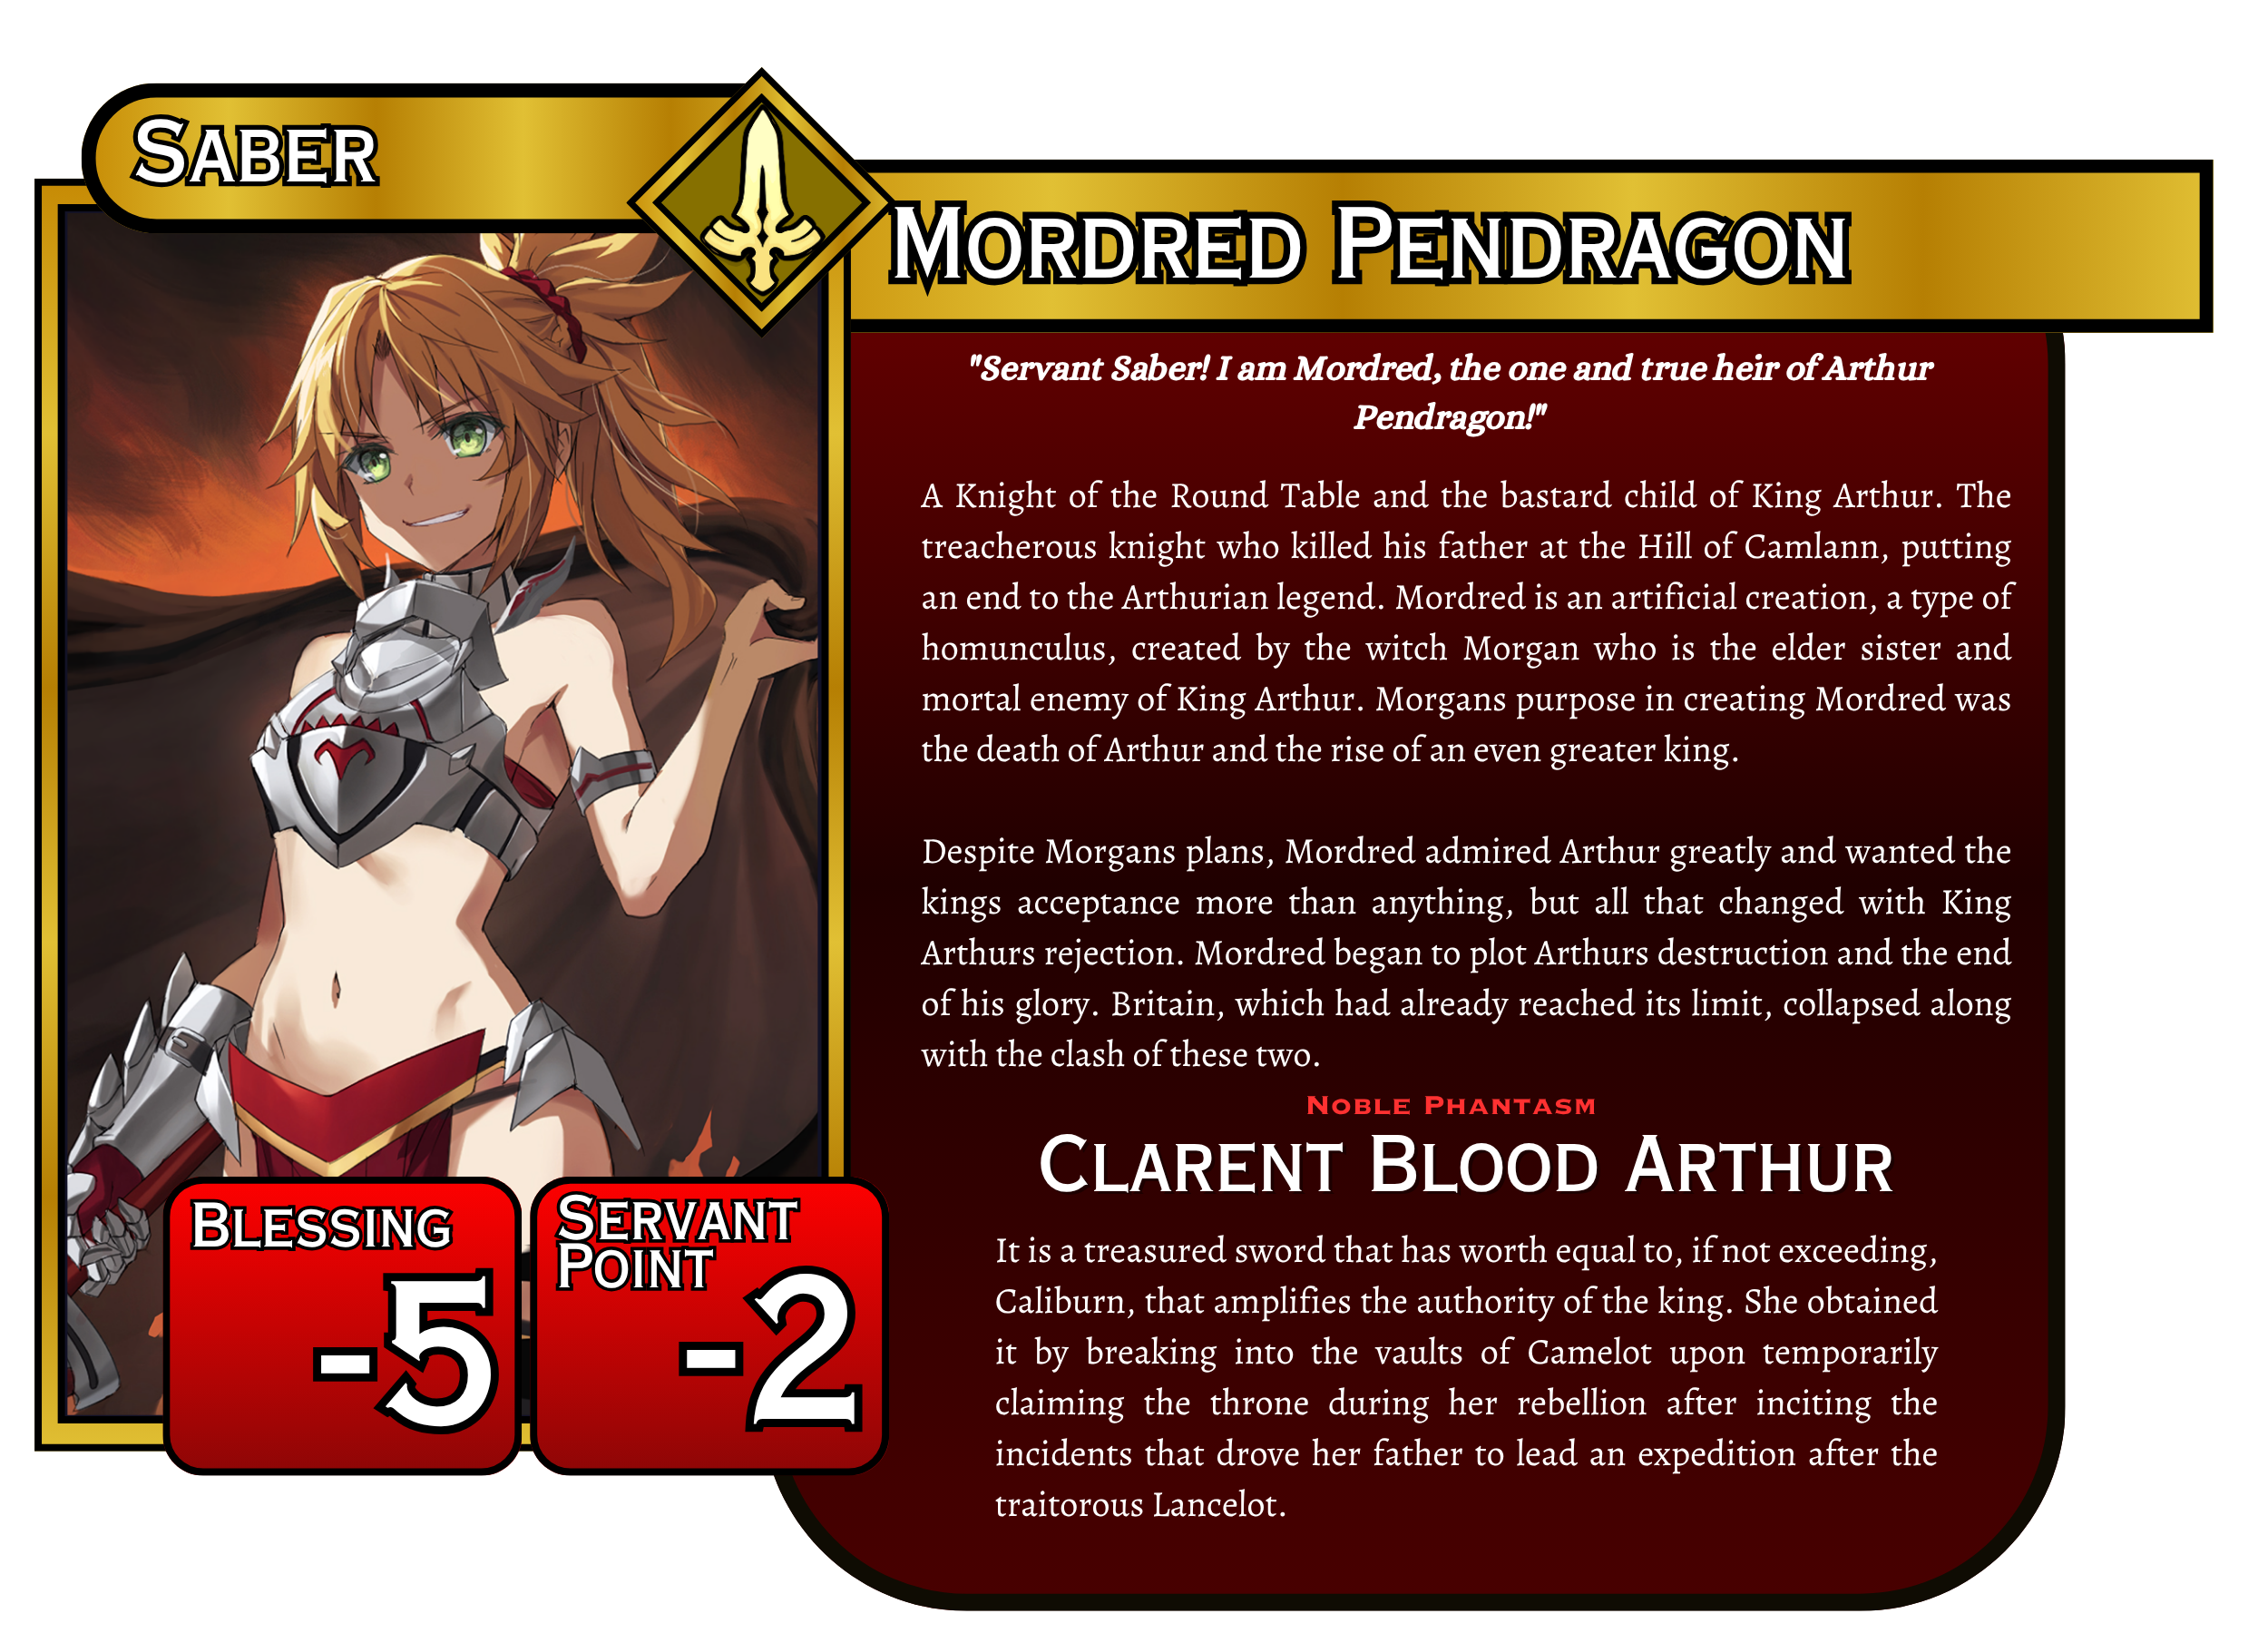 Saber
Mordred Pendragon
"Servant Saber! I am Mordred, the one and true heir of Arthur
Pendragon!"
A Knight of the Round Table and the bastard child of King Arthur. The
treacherous knight who killed his father at the Hill of Camlann, putting
an end to the Arthurian legend. Mordred is an artificial creation, a type of
homunculus, created by the witch Morgan who is the elder sister and
mortal enemy of King Arthur. Morgans purpose in creating Mordred was
the death of Arthur and the rise of an even greater king.
Despite Morgans plans, Mordred admired Arthur greatly and wanted the
kings acceptance more than anything, but all that changed with King
Arthurs rejection. Mordred began to plot Arthurs destruction and the end
of his glory. Britain, which had already reached its limit, collapsed along
with the clash of these two.
Noble Phantasm
Clarent Blood Arthur
It is a treasured sword that has worth equal to, if not exceeding,
Caliburn, that amplifies the authority of the king. She obtained
it by breaking into the vaults of Camelot upon temporarily
claiming the throne during her rebellion after inciting the
incidents that drove her father to lead an expedition after the
traitorous Lancelot.
Blessing
-5
Servant
Point
-2